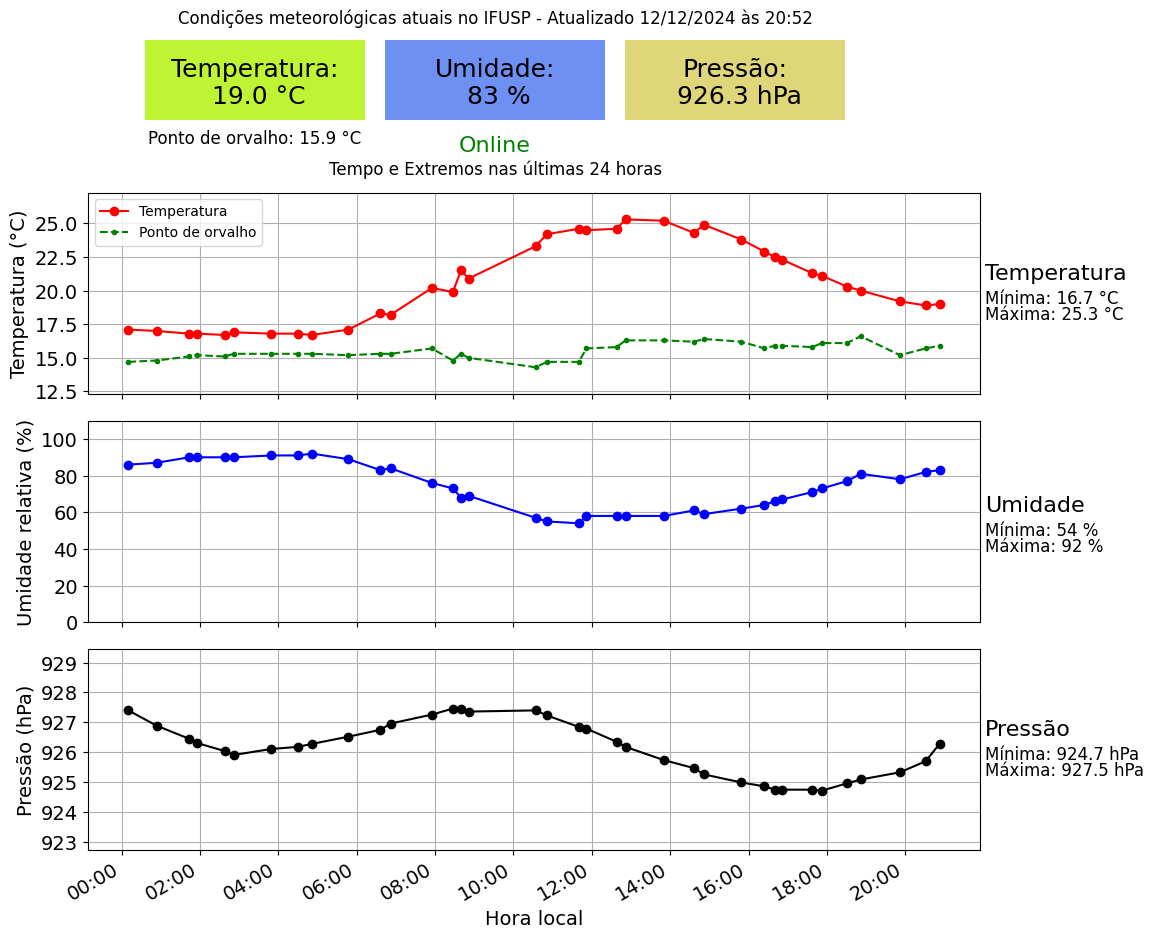 Condições meteorológicas atuais no IFUSP - Atualizado 12/12/2024 às 20:52
Temperatura:
19.0 °C
Umidade:
83 %
Pressão:
926.3 hPa
Ponto de orvalho: 15.9 °C
Online
Tempo e Extremos nas últimas 24 horas
Temperatura (°C)
25.0
22.5
20.0
17.5
15.0
12.5
Temperatura
Ponto de orvalho
Temperatura
Mínima: 16.7 °C
Máxima: 25.3 °C
Umidade relativa (%)
100
80
60
40
20
0
Umidade
Mínima: 54 %
Máxima: 92 %
Pressão (hPa)
929
928
927
926
925
924
923
Pressão
Mínima: 924.7 hPa
Máxima: 927.5 hPa
00:00 02:00 04:00 06:00 08:00 10:00 12:00 14:00 16:00 18:00 20:00
Hora local